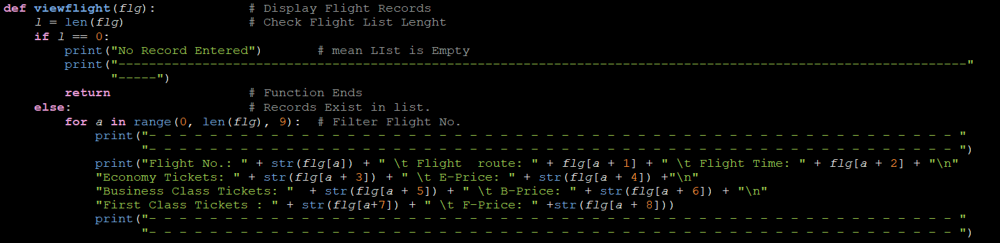 def viewflight(flg):            # Display Flight Records
    l = len(flg)                # Check Flight List Lenght
    if l == 0:
        print("No Record Entered")       # mean LIst is Empty
        print("---------------------------------------------------------------------------------------------------------------"
              "-----")
        return                  # Function Ends
    else:                       # Records Exist in list.
        for a in range(0, len(flg), 9):  # Filter Flight No.
            print("- - - - - - - - - - - - - - - - - - - - - - - - - - - - - - - - - - - - - - - - - - - - - - - - - - - - - "
                  "- - - - - - - - - - - - - - - - - - - - - - - - - - - - - - - - - - - - - - - - - - - - - - - - - - - - - ")
            print("Flight No.: " + str(flg[a]) + " \t Flight  route: " + flg[a + 1] + " \t Flight Time: " + flg[a + 2] + "\n"
            "Economy Tickets: " + str(flg[a + 3]) + " \t E-Price: " + str(flg[a + 4]) +"\n"
            "Business Class Tickets: "  + str(flg[a + 5]) + " \t B-Price: " + str(flg[a + 6]) + "\n"
            "First Class Tickets : " + str(flg[a+7]) + " \t F-Price: " +str(flg[a + 8]))
            print("- - - - - - - - - - - - - - - - - - - - - - - - - - - - - - - - - - - - - - - - - - - - - - - - - - - - - "
                  "- - - - - - - - - - - - - - - - - - - - - - - - - - - - - - - - - - - - - - - - - - - - - - - - - - - - - ")